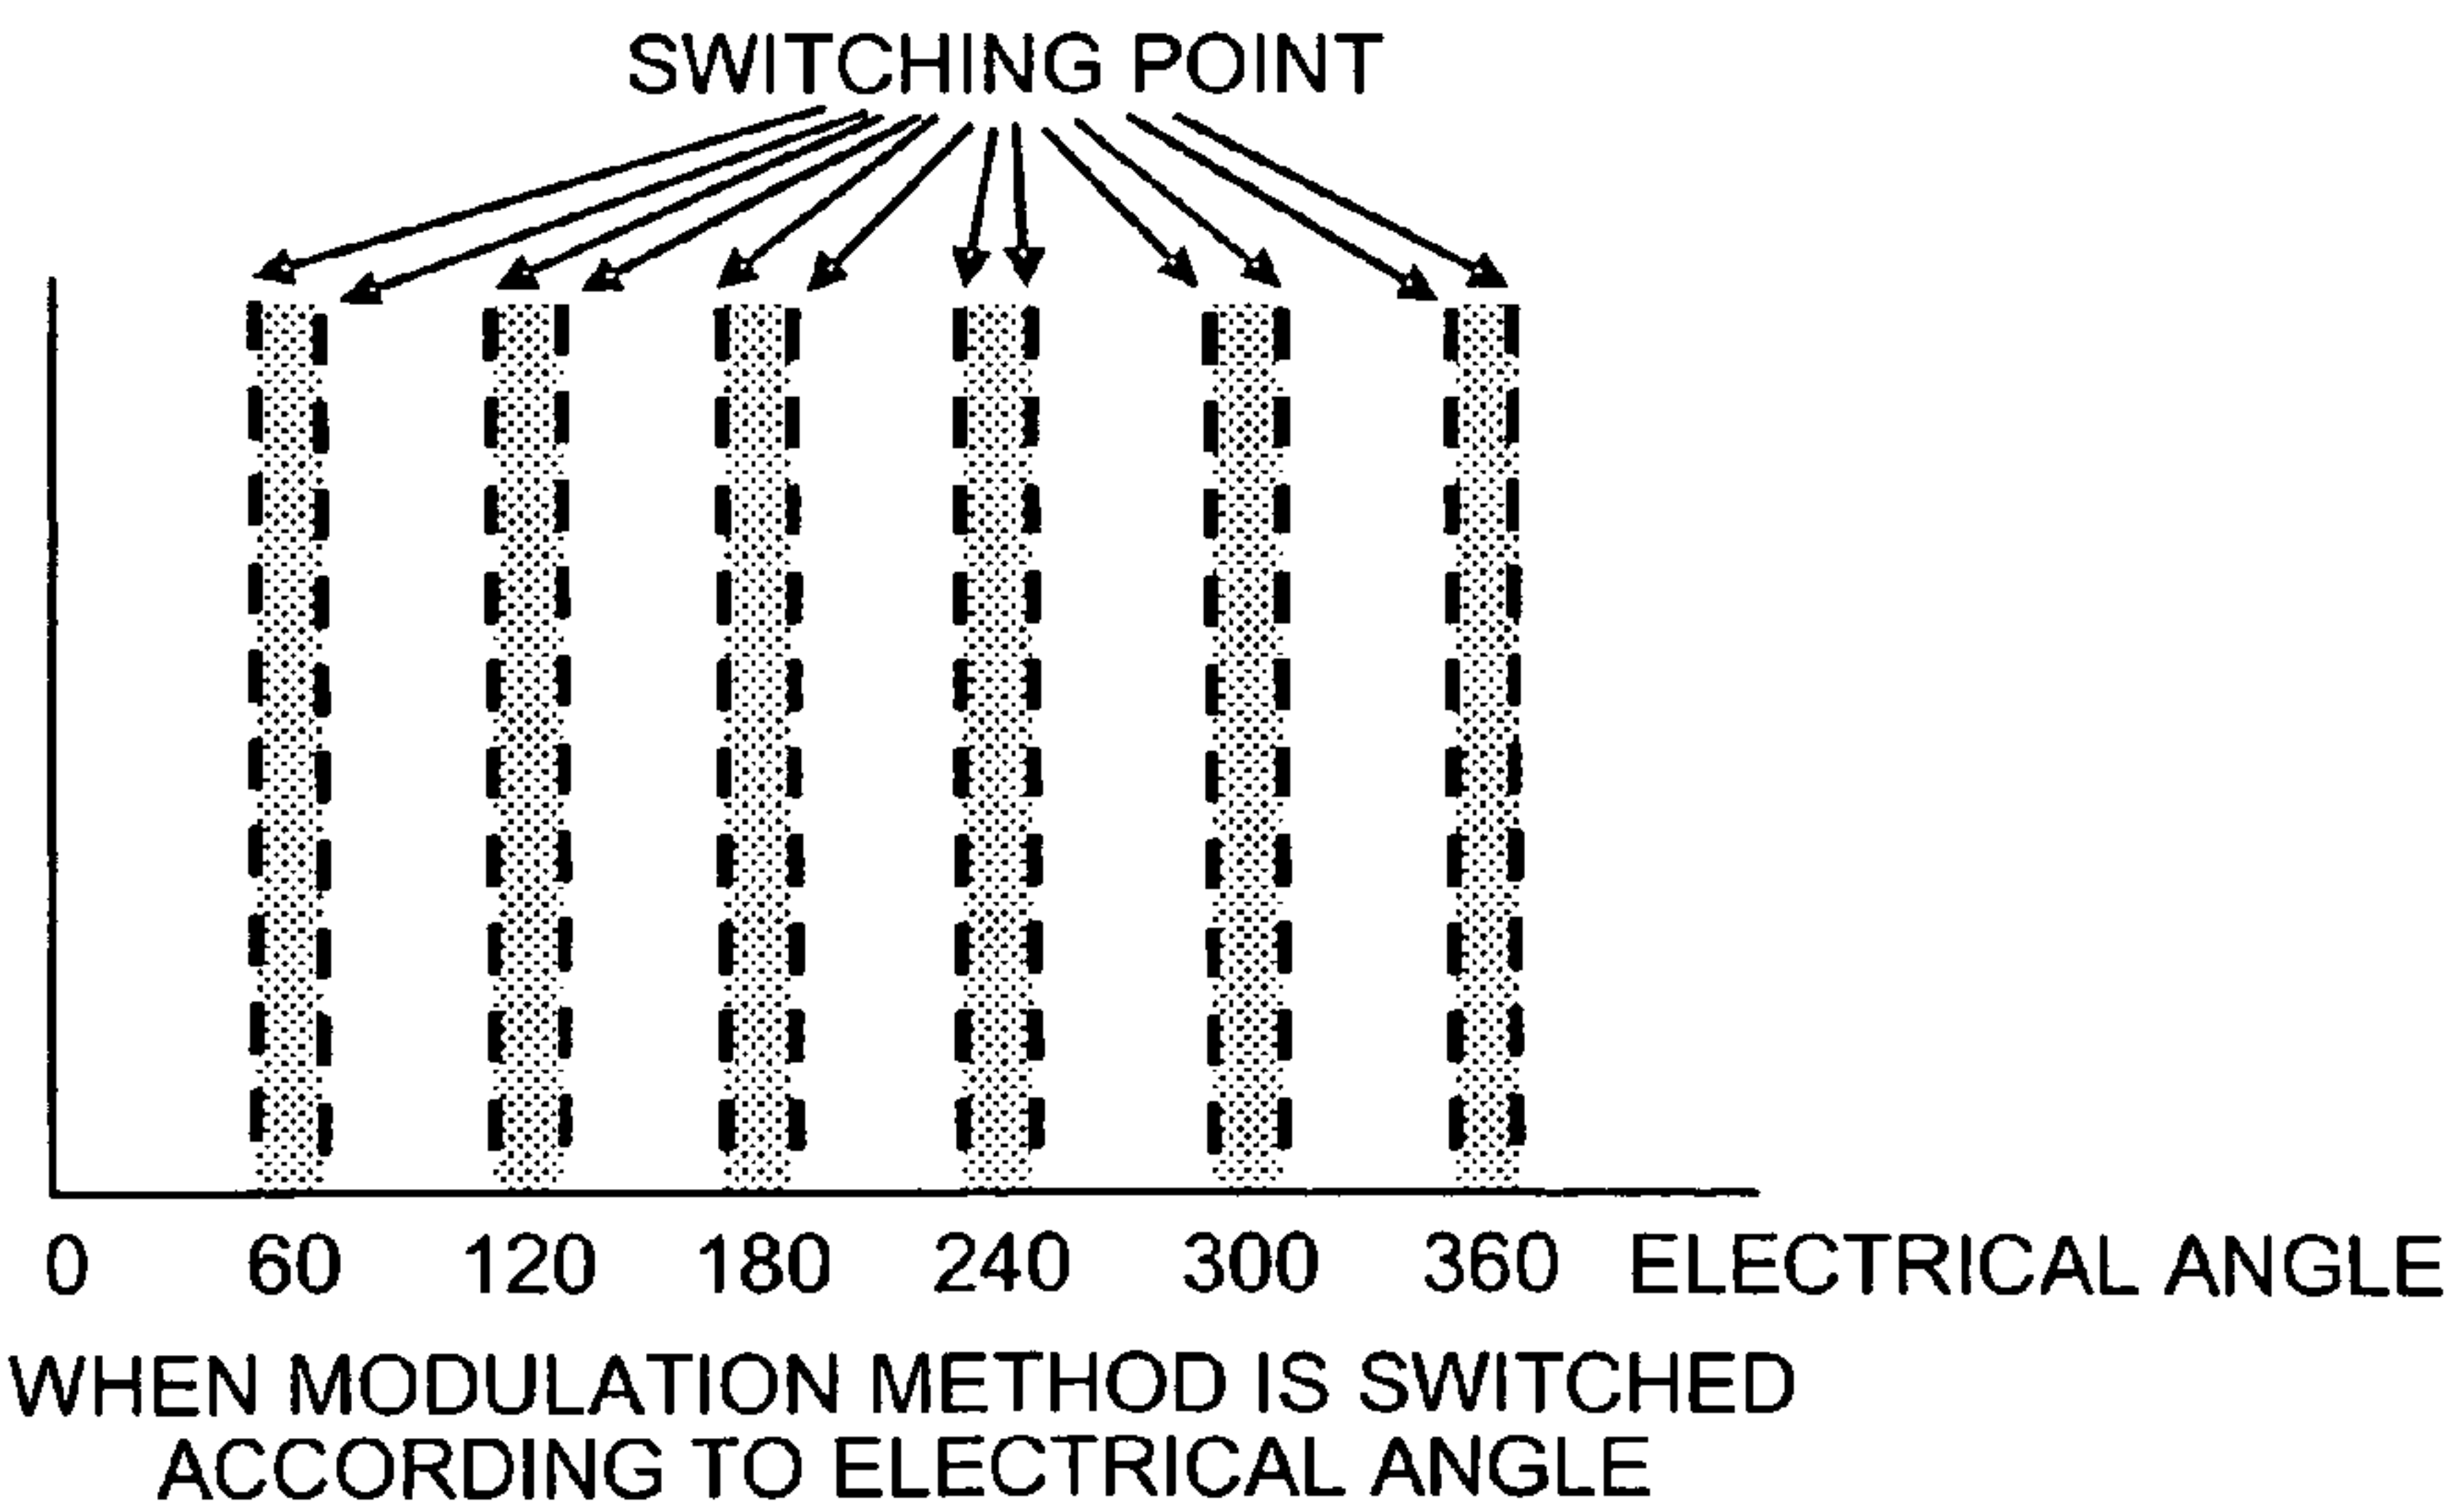 SWITCHING POINT
0 60 120 180 240 300 360 ELECTRICAL ANGLE
WHEN MODULATION METHOD IS SWITCHED
ACCORDING TO ELECTRICAL ANGLE